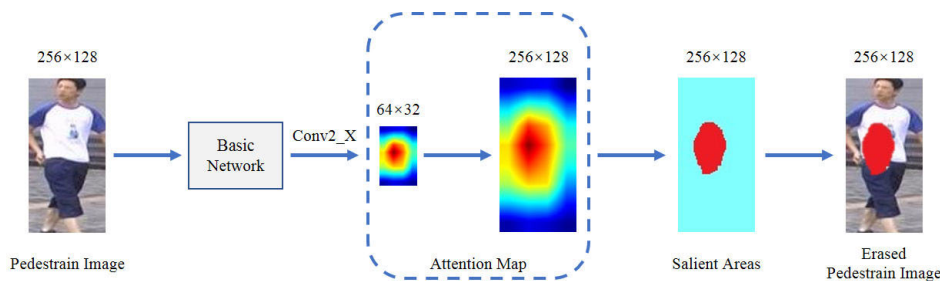 256×128
256×128
256×128
256×128
64×32
Conv2_X
Basic
Network
Pedestrain Image
Attention Map
Salient Areas
Erased
Pedestrain Image